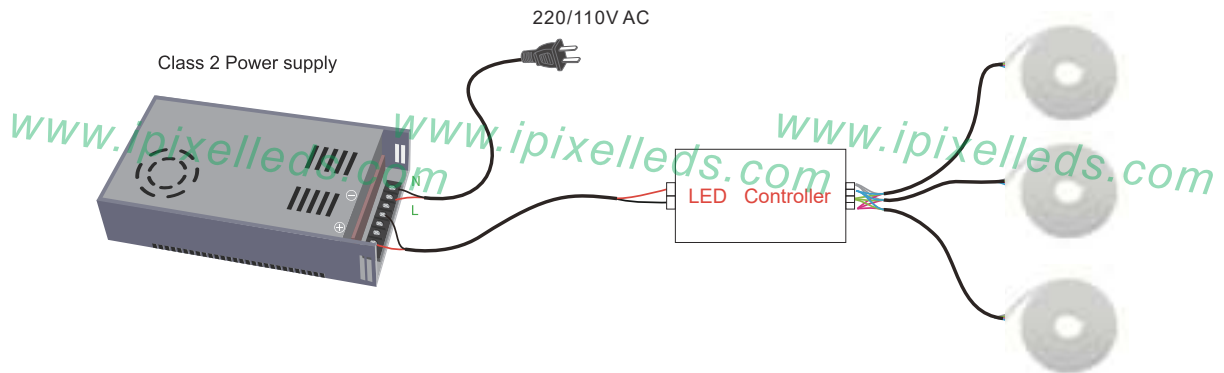 220/110V AC
Class 2 Power supply
www.ipixelleds.com
www.ipixelleds.com
www.ipixelleds.com
N
L
LED Controller